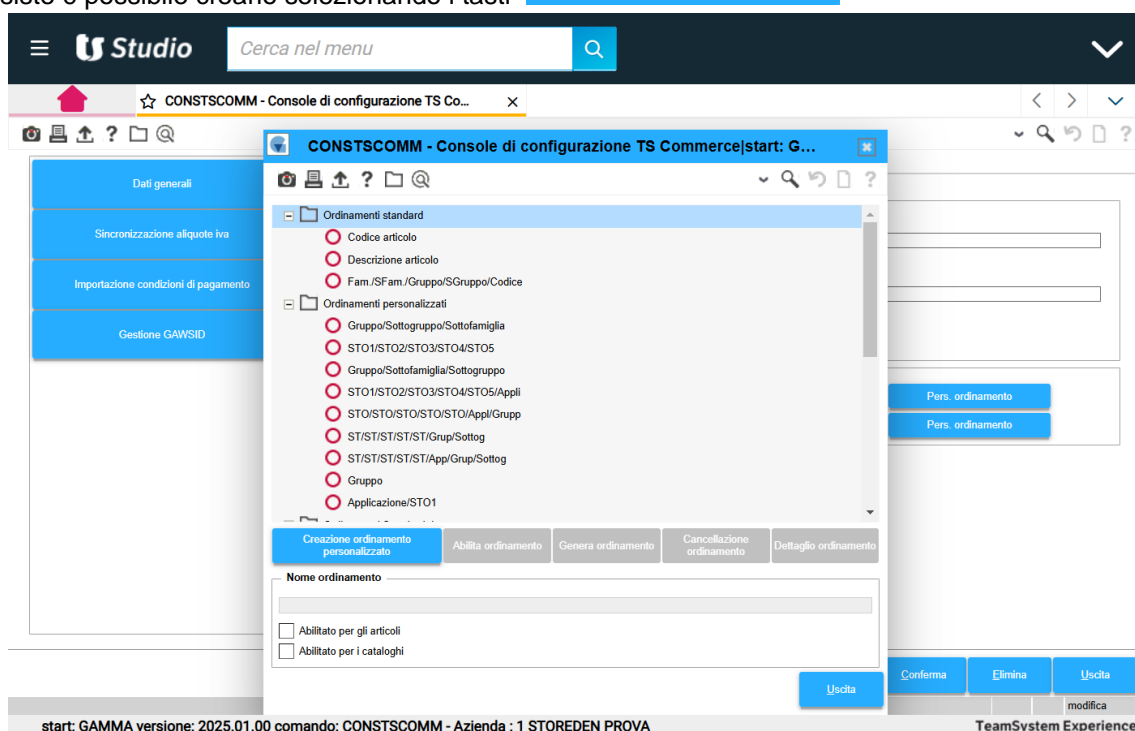 esiste è possibile crearlo selezionando i tasti
ts Studio
Cerca nel menu
CONSTSCOMM - Console di configurazione TS Co...
CONSTSCOMM - Console di configurazione TS Commerce|start: G...
Dati generali
Sincronizzazione aliquote iva
Importazione condizioni di pagamento
Gestione GAWSID
Ordinamenti standard
Codice articolo
Descrizione articolo
Fam./SFam./Gruppo/SGruppo/Codice
Ordinamenti personalizzati
Gruppo/Sottogruppo/Sottofamiglia
STO1/STO2/STO3/STO4/STO5
Gruppo/Sottofamiglia/Sottogruppo
STO1/STO2/STO3/STO4/STO5/Appli
STO/STO/STO/STO/STO/Appl/Grupp
ST/ST/ST/ST/ST/Grup/Sottog
ST/ST/ST/ST/ST/App/Grup/Sottog
Gruppo
Applicazione/STO1
Pers. ordinamento
Pers. ordinamento
Creazione ordinamento personalizzato
Abilita ordinamento
Genera ordinamento
Cancellazione ordinamento
Dettaglio ordinamento
Nome ordinamento
Abilitato per gli articoli
Abilitato per i cataloghi
Uscita
Conferma
Elimina
Uscita
modifica
start: GAMMA versione: 2025.01.00 comando: CONSTSCOMM - Azienda : 1 STOREDEN PROVA
TeamSystem Experience